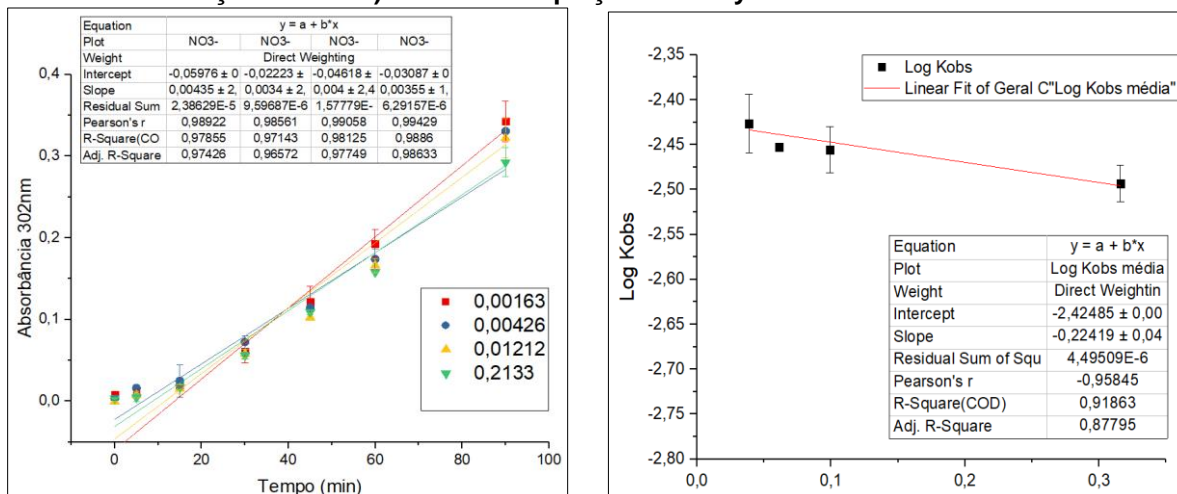 Equation y = a + b*x
Plot NO3- NO3- NO3- NO3-
Weight Direct Weighting
Intercept -0,05976 ± 0 -0,02223 ± -0,04618 ± -0,03087 ± 0
Slope 0,00435 ± 2, 0,0034 ± 2, 0,004 ± 2,4 0,00355 ± 1,
Residual Sum 2,38629E-5 9,59687E-6 1,57779E- 6,29157E-6
Pearson's r 0,98922 0,98561 0,99058 0,99429
R-Square(CO 0,97855 0,97143 0,98125 0,9886
Adj. R-Square 0,97426 0,96572 0,97749 0,98633
0,4
0,3
0,2
0,1
0,0
Absorbância 302nm
0,00163
0,00426
0,01212
0,2133
0 20 40 60 80 100
Tempo (min)
-2,35
-2,40
-2,45
-2,50
-2,55
-2,60
-2,65
-2,70
-2,75
-2,80
Log Kobs
Log Kobs
Linear Fit of Geral C"Log Kobs média"
Equation y = a + b*x
Plot Log Kobs média
Weight Direct Weightin
Intercept -2,42485 ± 0,00
Slope -0,22419 ± 0,04
Residual Sum of Squ 4,49509E-6
Pearson's r -0,95845
R-Square(COD) 0,91863
Adj. R-Square 0,87795
0,0 0,1 0,2 0,3